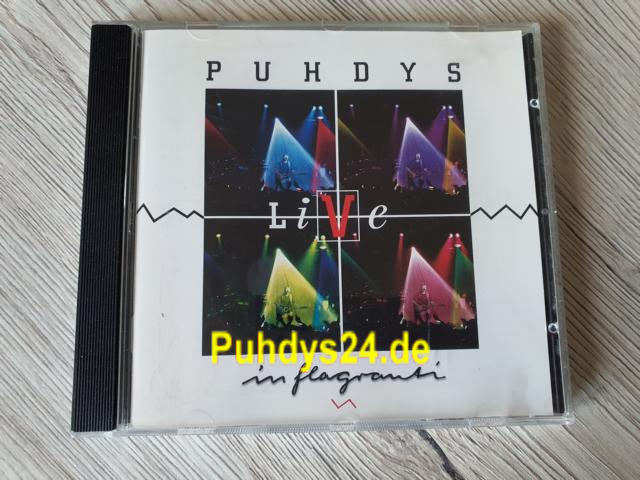 PUHDYS
LiVe
Puhdys24.de
in flagranti